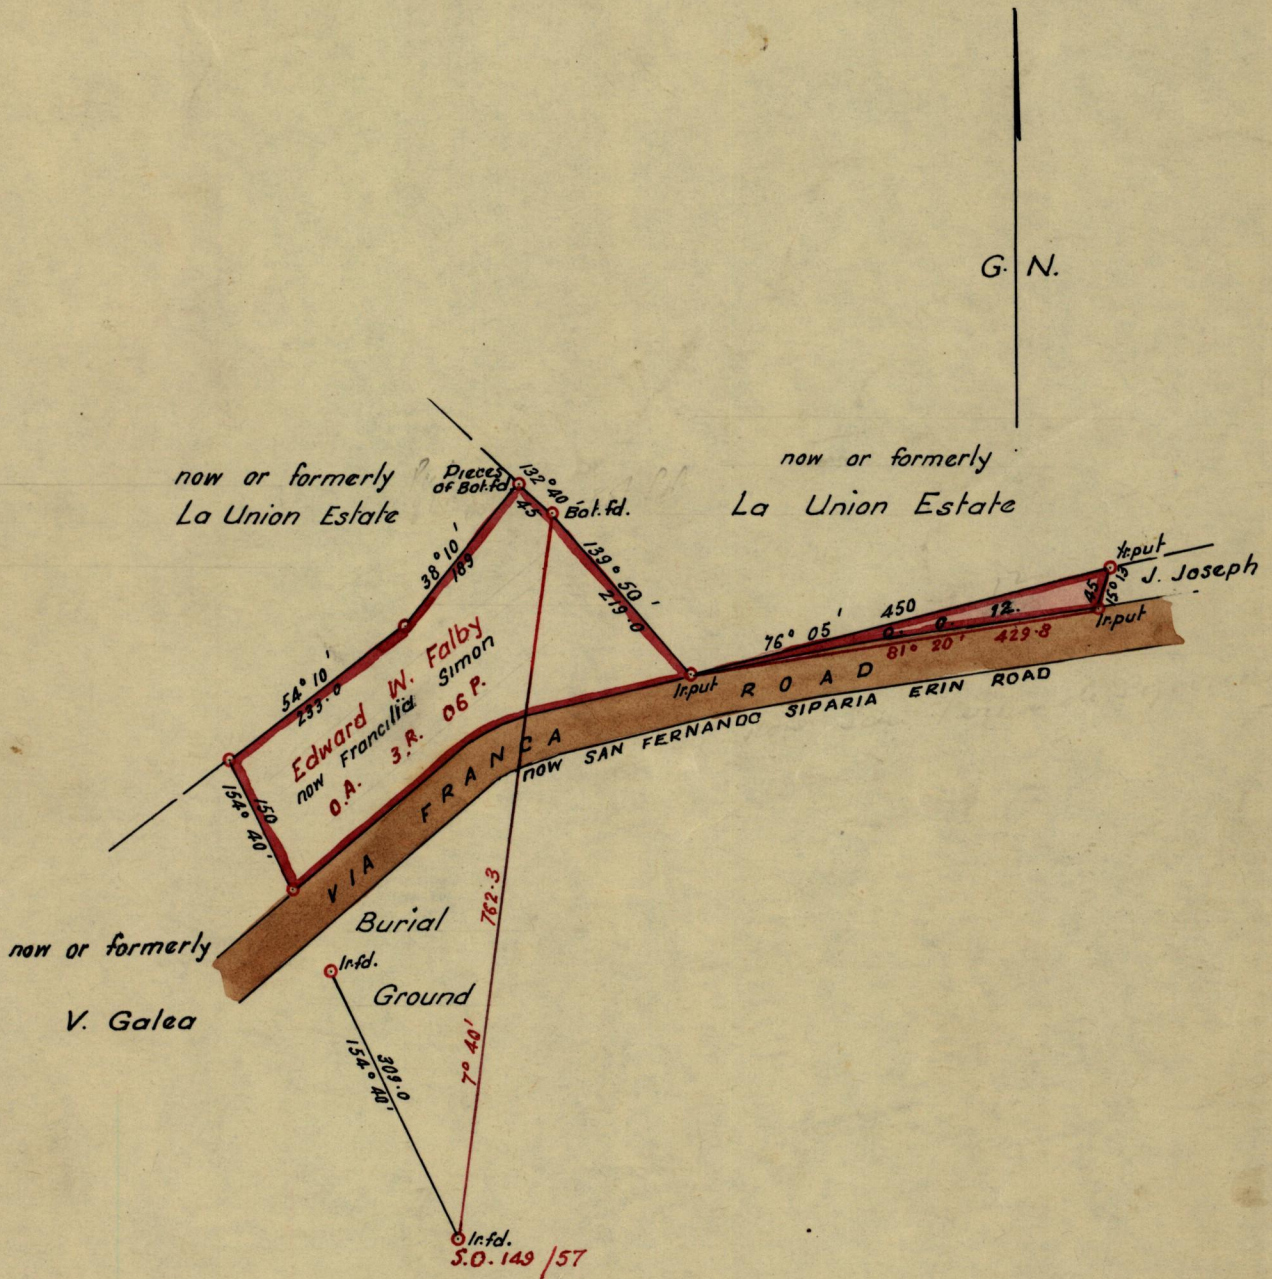 G. N.
now or formerly
La Union Estate
Pieces
of Bot.fd.
132° 40'
45
Bot.fd.
now or formerly
La Union Estate
38° 10'
189
139° 50'
219.0
Ir.put
J. Joseph
45
Ir.put
76° 05' 450
0. 0. 12.
81° 20' 429.8
54° 10'
233.0
Edward W. Falby
now Francilia Simon
0.A. 3.R. 06 P.
Ir.put
154° 40'
150
VIA FRANCA ROAD
now SAN FERNANDO SIPARIA ERIN ROAD
Burial
Ground
now or formerly
V. Galea
Ir.fd.
762.3
7° 40'
309.0
154° 40'
Ir.fd.
S.O. 149/57